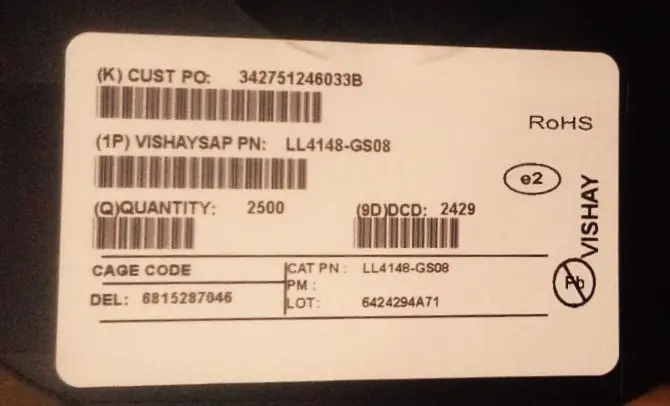 (K) CUST PO: 342751246033B
RoHS
(1P) VISHAYSAP PN: LL4148-GS08
e2
(Q)QUANTITY: 2500
(9D)DCD: 2429
VISHAY
CAGE CODE
CAT PN : LL4148-GS08
PM :
Pb
DEL: 6815287046
LOT: 6424294A71